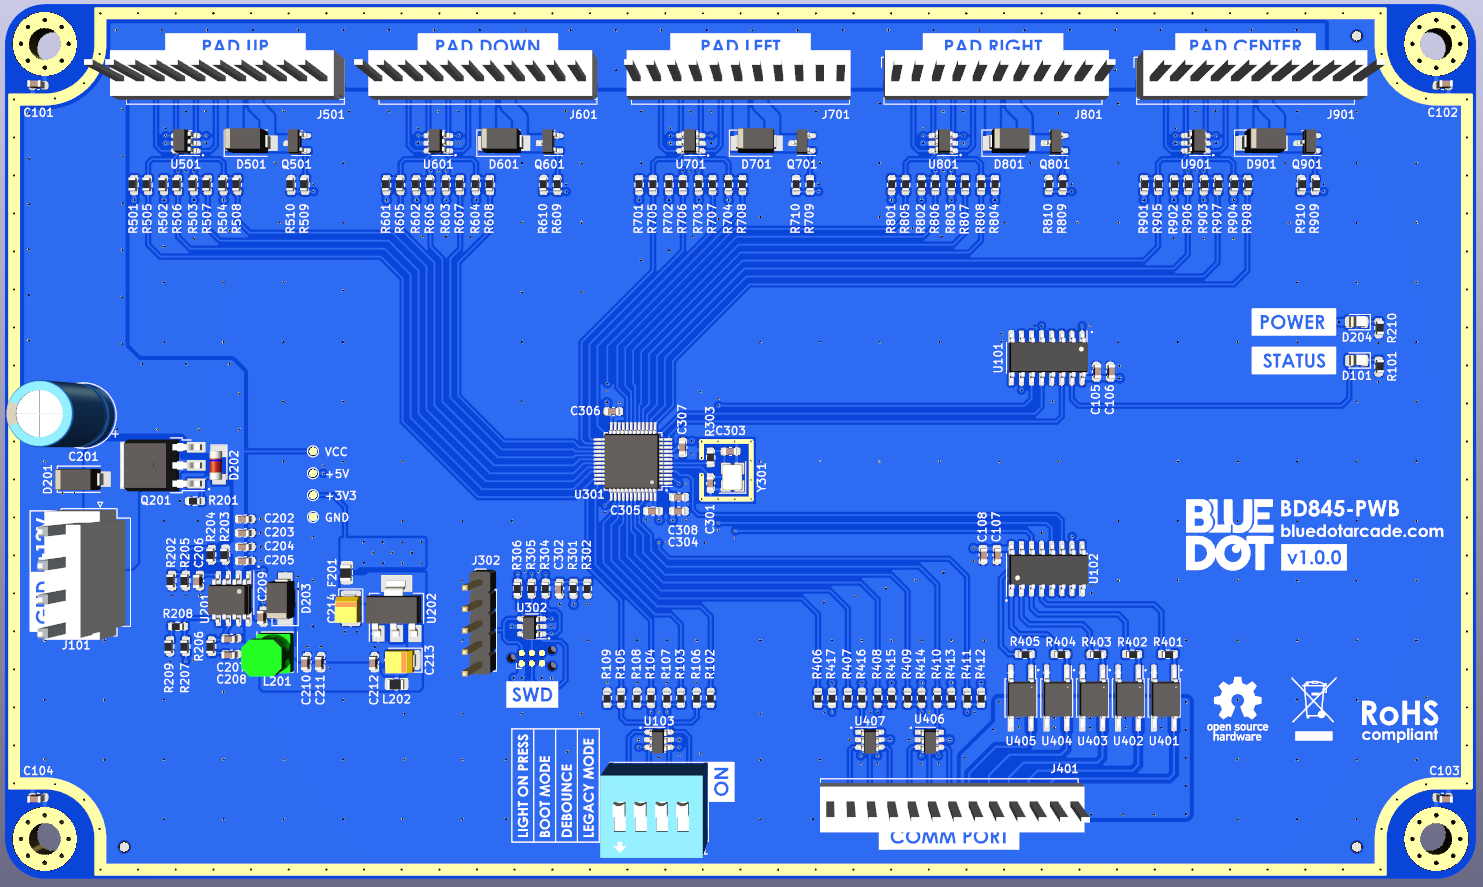 PAD UP
PAD DOWN
PAD LEFT
PAD RIGHT
PAD CENTER
C101
J501
J601
J701
J801
J901
C102
U501
D501
Q501
U601
D601
Q601
U701
D701
Q701
U801
D801
Q801
U901
D901
Q901
R501
R505
R502
R506
R503
R507
R504
R508
R510
R509
R601
R605
R602
R606
R603
R607
R604
R608
R610
R609
R701
R705
R702
R706
R703
R707
R704
R708
R710
R709
R801
R805
R802
R806
R803
R807
R808
R804
R810
R809
R901
R905
R902
R906
R903
R907
R904
R908
R910
R909
POWER
D204
R210
STATUS
D101
R101
U101
C105
C106
C306
C307
R303
C303
Y301
U301
C305
C301
C308
C304
+
C201
D201
Q201
D202
R201
VCC
+5V
+3V3
GND
R204
R203
C202
C203
C204
C205
R202
R205
C206
U201
C209
D203
R208
R206
R209
R207
C207
C208
L201
C210
C211
F201
C214
U202
C212
C213
L202
J101
J302
R306
R305
R304
C302
R301
R302
U302
SWD
C108
C107
U102
BLUE
DOT
BD845-PWB
bluedotarcade.com
v1.0.0
R109
R105
R108
R104
R107
R103
R106
R102
U103
R406
R417
R407
R416
R408
R415
R409
R414
R410
R413
R411
R412
U407
U406
R405
R404
R403
R402
R401
U405
U404
U403
U402
U401
open source
hardware
RoHS
compliant
LIGHT ON PRESS
BOOT MODE
DEBOUNCE
LEGACY MODE
ON
J401
COMM PORT
C104
C103